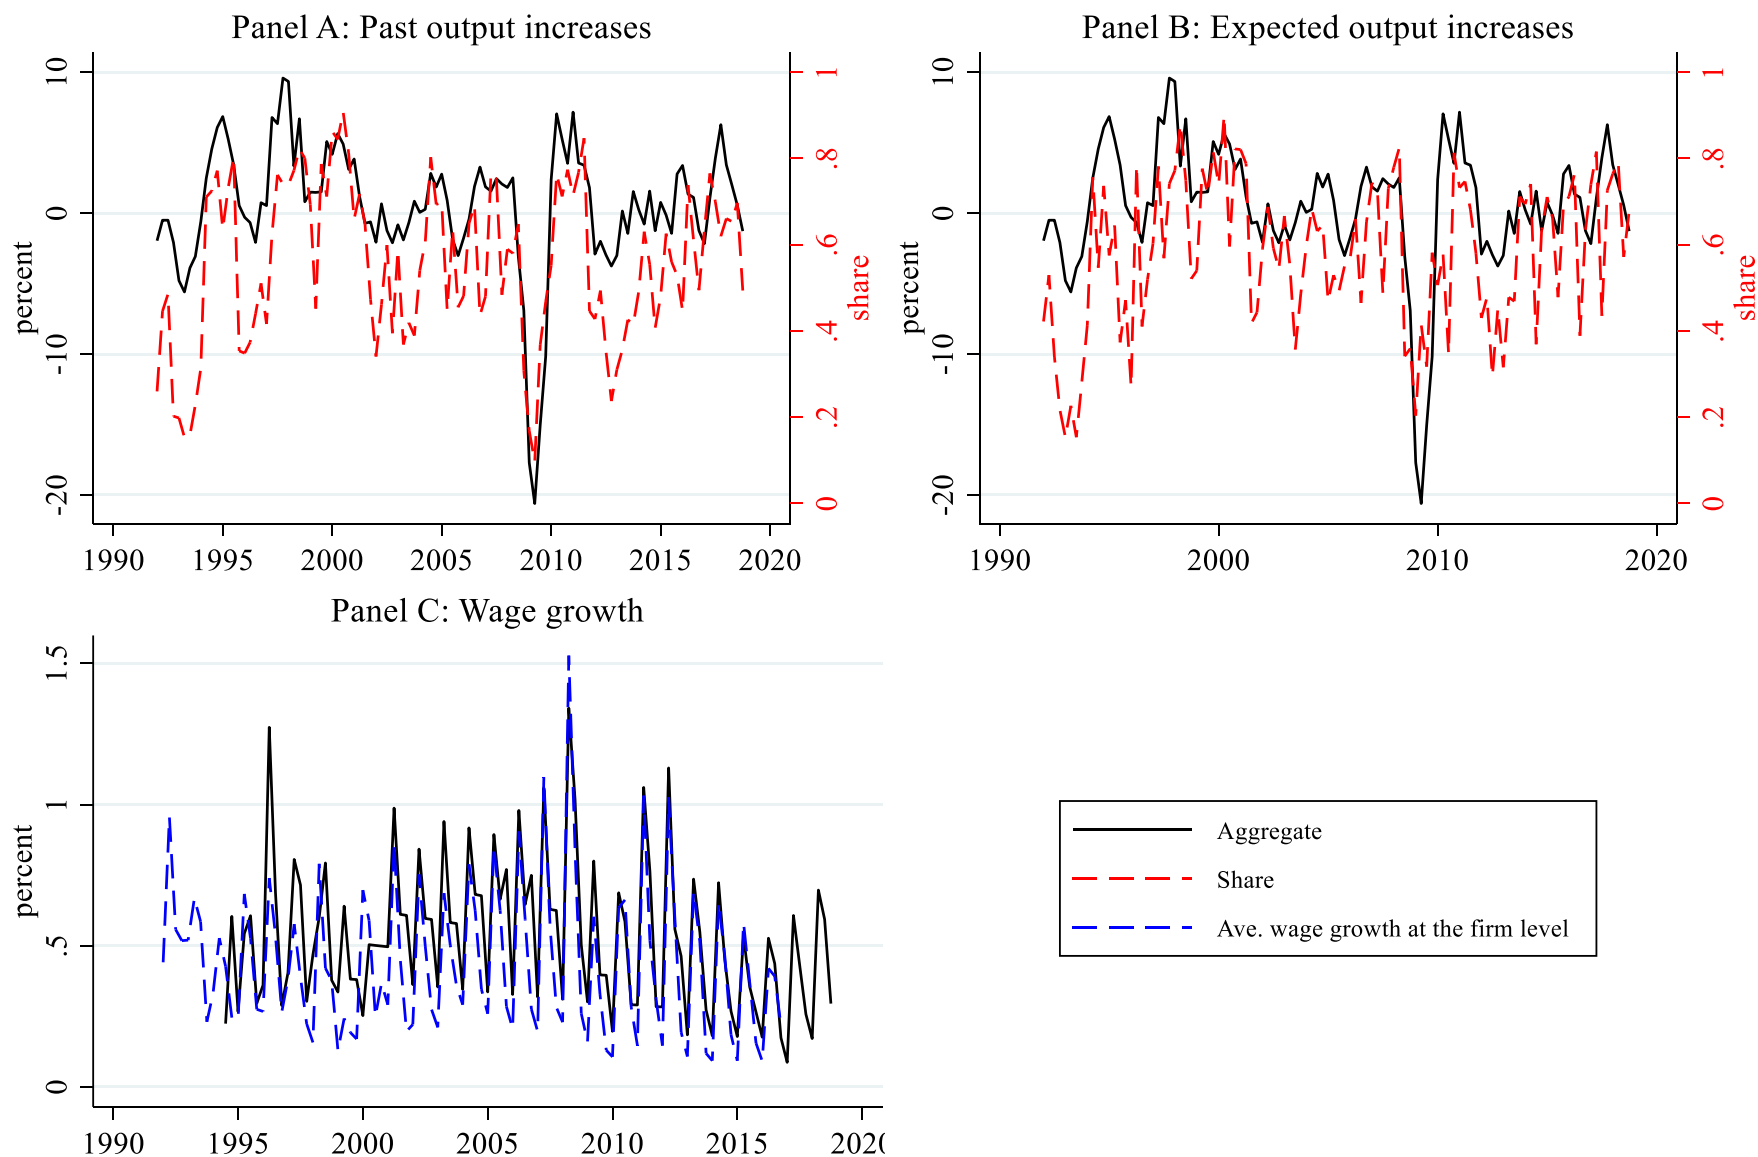 Panel A: Past output increases
10
0
-10
-20
percent
1
.8
.6
.4
.2
0
share
1990 1995 2000 2005 2010 2015 2020
Panel B: Expected output increases
10
0
-10
-20
percent
1
.8
.6
.4
.2
0
share
1990 2000 2010 2020
Panel C: Wage growth
1.5
1
.5
0
percent
1990 1995 2000 2005 2010 2015 2020
Aggregate
Share
Ave. wage growth at the firm level